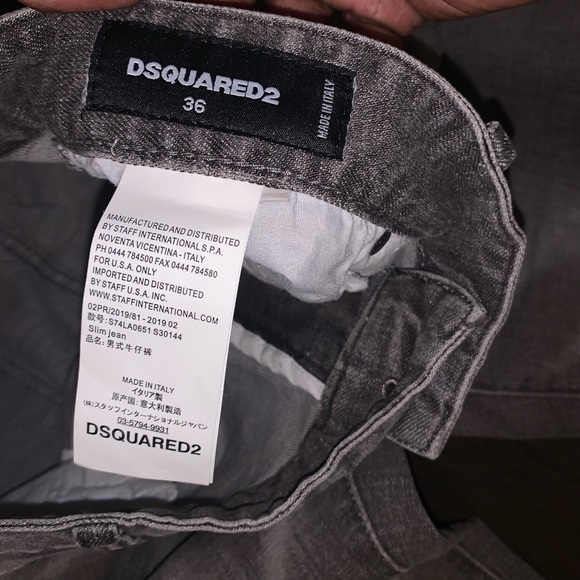 DSQUARED2
36
MADE IN ITALY
MANUFACTURED AND DISTRIBUTED
BY STAFF INTERNATIONAL S.P.A.
NOVENTA VICENTINA - ITALY
PH 0444 784500 FAX 0444 784580
FOR U.S.A. ONLY
IMPORTED AND DISTRIBUTED
BY STAFF U.S.A. INC.
WWW.STAFFINTERNATIONAL.COM
02PR/2019/81 - 2019 02
款号: S74LA0651 S30144
Slim jean
品名: 男式牛仔裤
MADE IN ITALY
イタリア製
原产国: 意大利製造
(株)スタッフインターナショナルジャパン
03-5794-9931
DSQUARED2